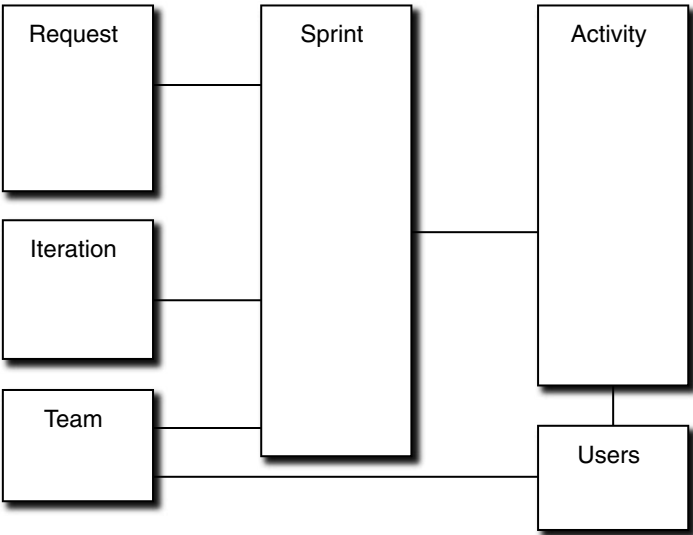 Request
Sprint
Activity
Iteration
Team
Users